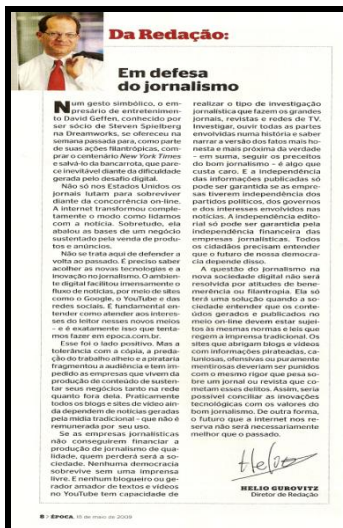 Da Redação:
Em defesa
do jornalismo
Num gesto simbólico, o em-
presário de entretenimen-
to David Geffen, conhecido por
ser sócio de Steven Spielberg
na Dreamworks, se ofereceu na
semana passada para, como parte
de suas ações filantrópicas, com-
prar o centenário New York Times
e salvá-lo da bancarrota, que pare-
ce inevitável diante da dificuldade
gerada pelo desafio digital.
Não só nos Estados Unidos os
jornais lutam para sobreviver
diante da concorrência on-line.
A internet transformou comple-
tamente o modo como lidamos
com a notícia. Sobretudo, ela
abalou as bases de um negócio
sustentado pela venda de produ-
tos e anúncios.
Não se trata aqui de defender a
volta ao passado. É preciso saber
acolher as novas tecnologias e a
inovação no jornalismo. O ambien-
te digital facilitou imensamente o
fluxo de notícias, por meio de sites
como o Google, o YouTube e das
redes sociais. É fundamental en-
tender como atender aos interes-
ses do leitor nesses novos meios
– e é exatamente isso que tenta-
mos fazer em epoca.com.br.
Esse foi o lado positivo. Mas a
tolerância com a cópia, a preda-
ção do trabalho alheio e a pirataria
fragmentou a audiência e tem im-
pedido as empresas que vivem da
produção de conteúdo de susten-
tar seus negócios tanto na rede
quanto fora dela. Praticamente
todos os blogs e sites de vídeo ain-
da dependem de notícias geradas
pela mídia tradicional – que não é
remunerada por seu uso.
Se as empresas jornalísticas
não conseguirem financiar a
produção de jornalismo de qua-
lidade, quem perderá será a so-
ciedade. Nenhuma democracia
sobrevive sem uma imprensa
livre. E nenhum blogueiro ou ge-
rador amador de textos e vídeos
no YouTube tem capacidade de
realizar o tipo de investigação
jornalística que fazem os grandes
jornais, revistas e redes de TV.
Investigar, ouvir todas as partes
envolvidas numa história e saber
narrar a versão dos fatos mais ho-
nesta e mais próxima da verdade
– em suma, seguir os preceitos
do bom jornalismo – é algo que
custa caro. E a independência
das informações publicadas só
pode ser garantida se as empre-
sas tiverem independência dos
partidos políticos, dos governos
e dos interesses envolvidos nas
notícias. A independência edito-
rial só pode ser garantida pela
independência financeira das
empresas jornalísticas. Todos
os cidadãos precisam entender
que o futuro de nossa democra-
cia depende disso.
A questão do jornalismo na
nova sociedade digital não será
resolvida por atitudes de bene-
merência ou filantropia. Ela só
terá uma solução quando a so-
ciedade entender que os conte-
údos gerados e publicados no
meio on-line devem estar sujei-
tos às mesmas normas e leis que
regem a imprensa tradicional. Os
sites que abrigam blogs e vídeos
com informações pirateadas, ca-
luniosas, ofensivas ou puramente
mentirosas deveriam ser punidos
com o mesmo rigor que pesa so-
bre um jornal ou revista que co-
metam esses delitos. Assim, seria
possível conciliar as inovações
tecnológicas com os valores do
bom jornalismo. De outra forma,
o futuro que a internet nos re-
serva não será necessariamente
melhor que o passado.
Helio
HELIO GUROVITZ
Diretor de Redação
8 > ÉPOCA, 18 de maio de 2009